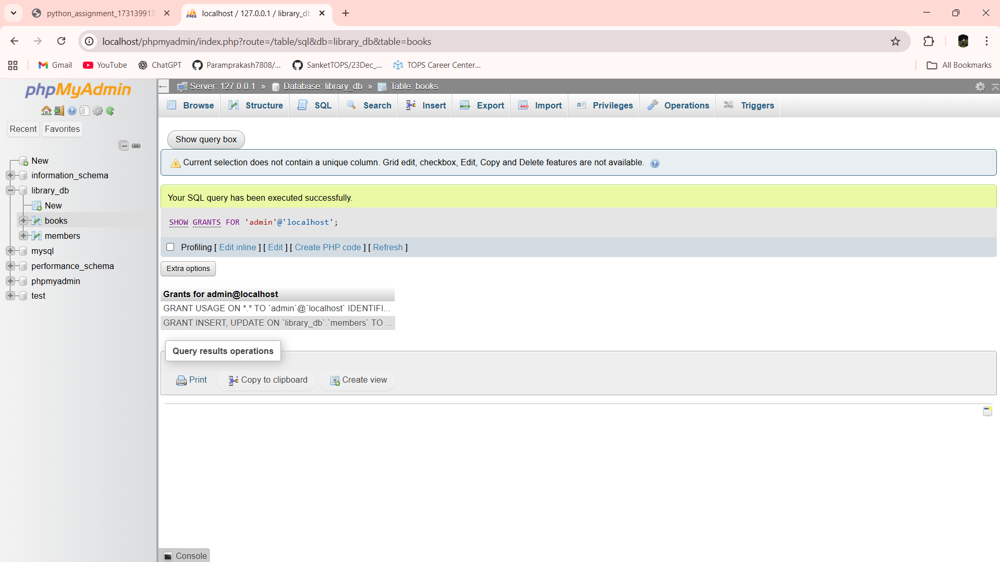 python_assignment_173139913
localhost / 127.0.0.1 / library_db
localhost/phpmyadmin/index.php?route=/table/sql&db=library_db&table=books
Gmail YouTube ChatGPT Paramprakash7808/... SanketTOPS/23Dec_... TOPS Career Center... All Bookmarks
phpMyAdmin
Recent Favorites
New
information_schema
library_db
New
books
members
mysql
performance_schema
phpmyadmin
test
Server: 127.0.0.1 » Database: library_db » Table: books
Browse Structure SQL Search Insert Export Import Privileges Operations Triggers
Show query box
Current selection does not contain a unique column. Grid edit, checkbox, Edit, Copy and Delete features are not available.
Your SQL query has been executed successfully.
SHOW GRANTS FOR 'admin'@'localhost';
Profiling [ Edit inline ] [ Edit ] [ Create PHP code ] [ Refresh ]
Extra options
Grants for admin@localhost
GRANT USAGE ON *.* TO `admin`@`localhost` IDENTIFI...
GRANT INSERT, UPDATE ON `library_db`.`members` TO ...
Query results operations
Print Copy to clipboard Create view
Console